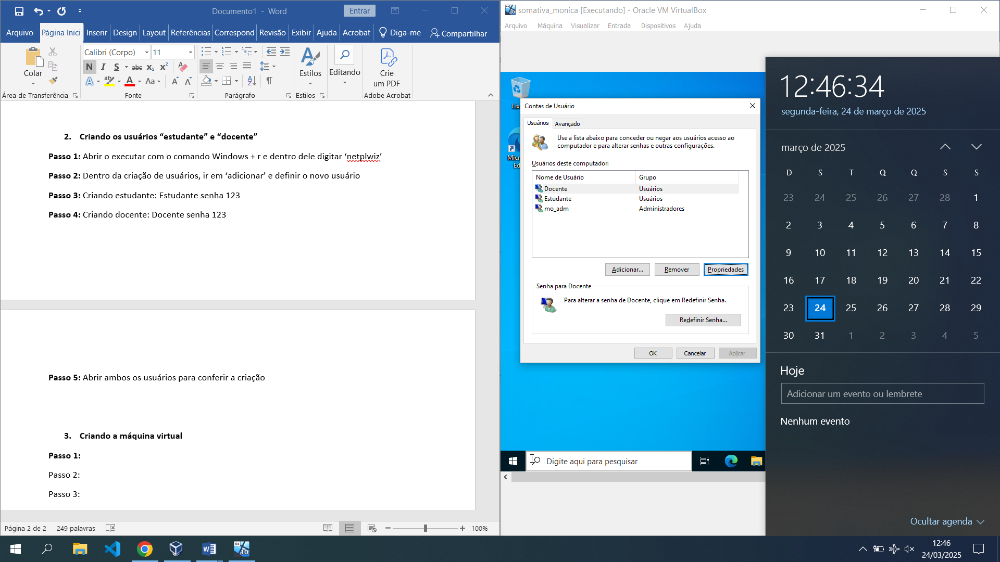 Documento1 - Word
Entrar
Arquivo
Página Inici
Inserir
Design
Layout
Referências
Correspond
Revisão
Exibir
Ajuda
Acrobat
Diga-me
Compartilhar
Colar
Calibri (Corpo)
11
N I S abc x₂ x²
A ab A Aa A A
Estilos
Editando
Crie
um PDF
Área de Transferência
Fonte
Parágrafo
Estilos
Adobe Acrobat
2. Criando os usuários “estudante” e “docente”
Passo 1: Abrir o executar com o comando Windows + r e dentro dele digitar ‘netplwiz’
Passo 2: Dentro da criação de usuários, ir em ‘adicionar’ e definir o novo usuário
Passo 3: Criando estudante: Estudante senha 123
Passo 4: Criando docente: Docente senha 123
Passo 5: Abrir ambos os usuários para conferir a criação
3. Criando a máquina virtual
Passo 1:
Passo 2:
Passo 3:
Página 2 de 2
249 palavras
100%
somativa_monica [Executando] - Oracle VM VirtualBox
Arquivo
Máquina
Visualizar
Entrada
Dispositivos
Ajuda
Contas de Usuário
Usuários
Avançado
Use a lista abaixo para conceder ou negar aos usuários acesso ao
computador e para alterar senhas e outras configurações.
Usuários deste computador:
Nome de Usuário Grupo
Docente Usuários
Estudante Usuários
mo_adm Administradores
Adicionar...
Remover
Propriedades
Senha para Docente
Para alterar a senha de Docente, clique em Redefinir Senha.
Redefinir Senha...
OK
Cancelar
Aplicar
Digite aqui para pesquisar
12:46:34
segunda-feira, 24 de março de 2025
março de 2025
D S T Q Q S S
23 24 25 26 27 28 1
2 3 4 5 6 7 8
9 10 11 12 13 14 15
16 17 18 19 20 21 22
23 24 25 26 27 28 29
30 31 1 2 3 4 5
Hoje
Adicionar um evento ou lembrete
Nenhum evento
Ocultar agenda
12:46
24/03/2025